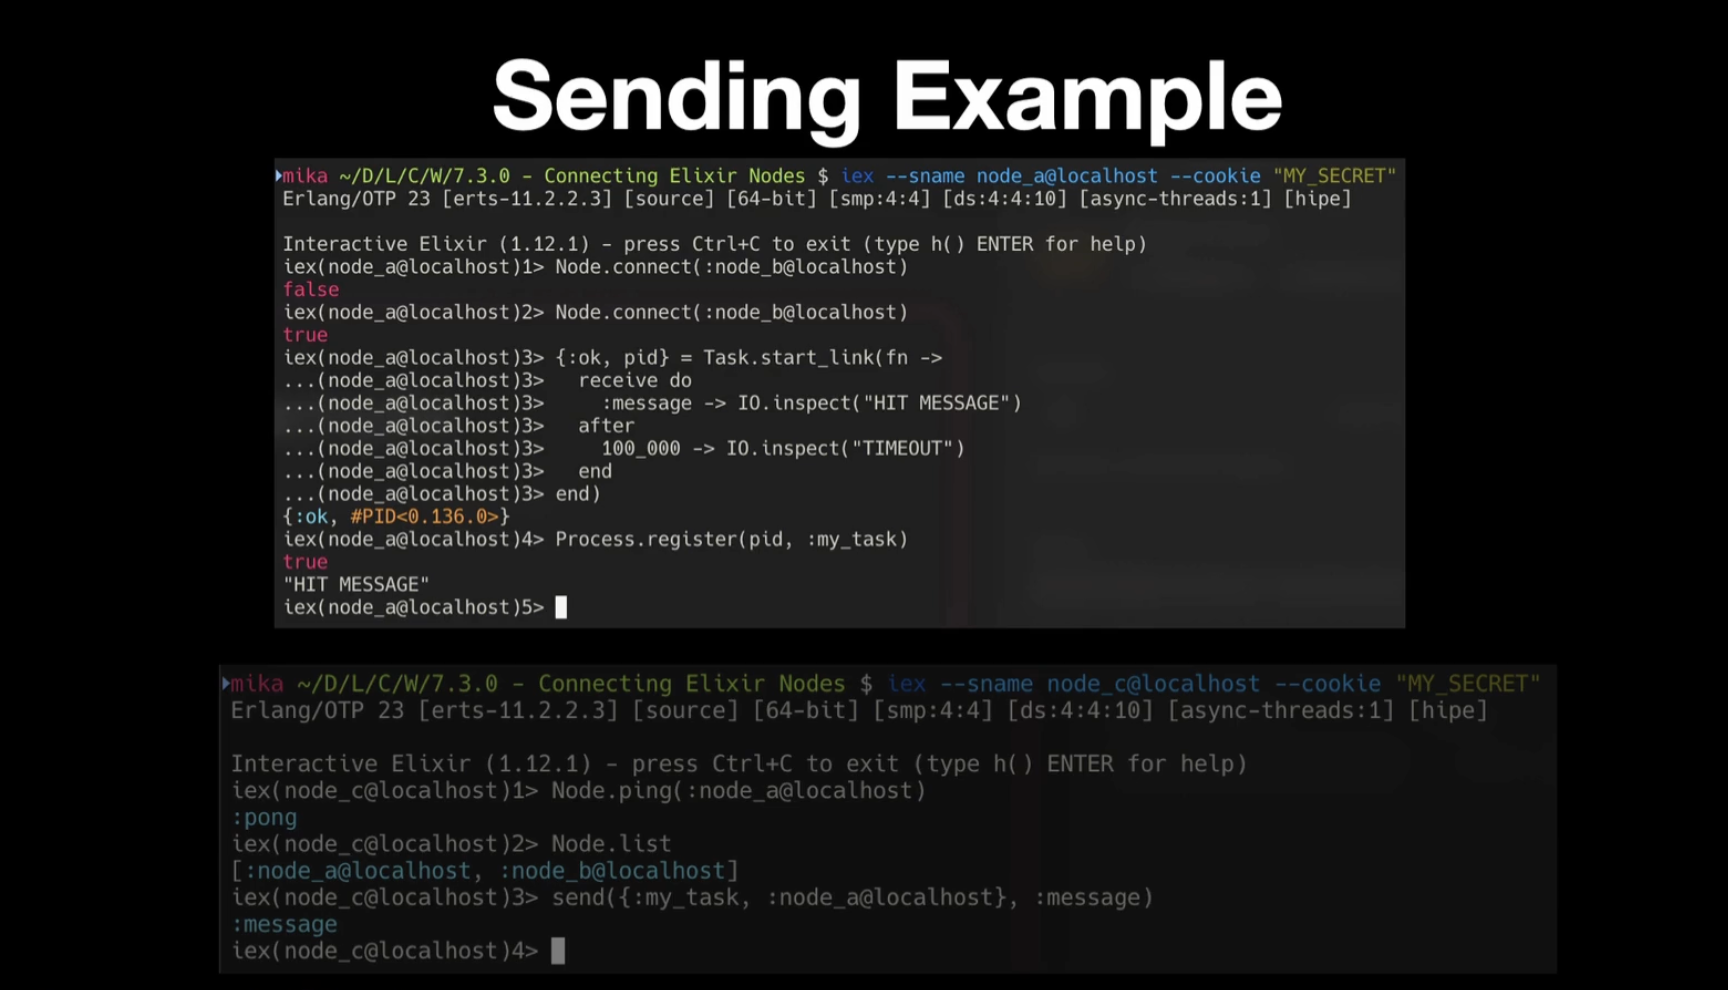 Sending Example
mika ~/D/L/C/W/7.3.0 - Connecting Elixir Nodes $ iex --sname node_a@localhost --cookie "MY_SECRET"
Erlang/OTP 23 [erts-11.2.2.3] [source] [64-bit] [smp:4:4] [ds:4:4:10] [async-threads:1] [hipe]
Interactive Elixir (1.12.1) - press Ctrl+C to exit (type h() ENTER for help)
iex(node_a@localhost)1> Node.connect(:node_b@localhost)
false
iex(node_a@localhost)2> Node.connect(:node_b@localhost)
true
iex(node_a@localhost)3> {:ok, pid} = Task.start_link(fn ->
...(node_a@localhost)3>   receive do
...(node_a@localhost)3>     :message -> IO.inspect("HIT MESSAGE")
...(node_a@localhost)3>   after
...(node_a@localhost)3>     100_000 -> IO.inspect("TIMEOUT")
...(node_a@localhost)3>   end
...(node_a@localhost)3> end)
{:ok, #PID<0.136.0>}
iex(node_a@localhost)4> Process.register(pid, :my_task)
true
"HIT MESSAGE"
iex(node_a@localhost)5>
mika ~/D/L/C/W/7.3.0 - Connecting Elixir Nodes $ iex --sname node_c@localhost --cookie "MY_SECRET"
Erlang/OTP 23 [erts-11.2.2.3] [source] [64-bit] [smp:4:4] [ds:4:4:10] [async-threads:1] [hipe]
Interactive Elixir (1.12.1) - press Ctrl+C to exit (type h() ENTER for help)
iex(node_c@localhost)1> Node.ping(:node_a@localhost)
:pong
iex(node_c@localhost)2> Node.list
[:node_a@localhost, :node_b@localhost]
iex(node_c@localhost)3> send({:my_task, :node_a@localhost}, :message)
:message
iex(node_c@localhost)4>